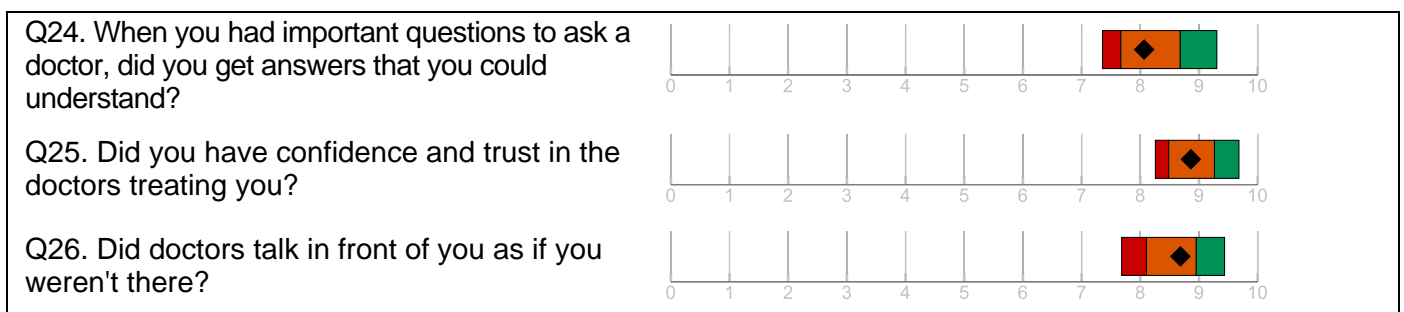 Q24. When you had important questions to ask a
doctor, did you get answers that you could
understand?
0 1 2 3 4 5 6 7 8 9 10
Q25. Did you have confidence and trust in the
doctors treating you?
0 1 2 3 4 5 6 7 8 9 10
Q26. Did doctors talk in front of you as if you
weren't there?
0 1 2 3 4 5 6 7 8 9 10